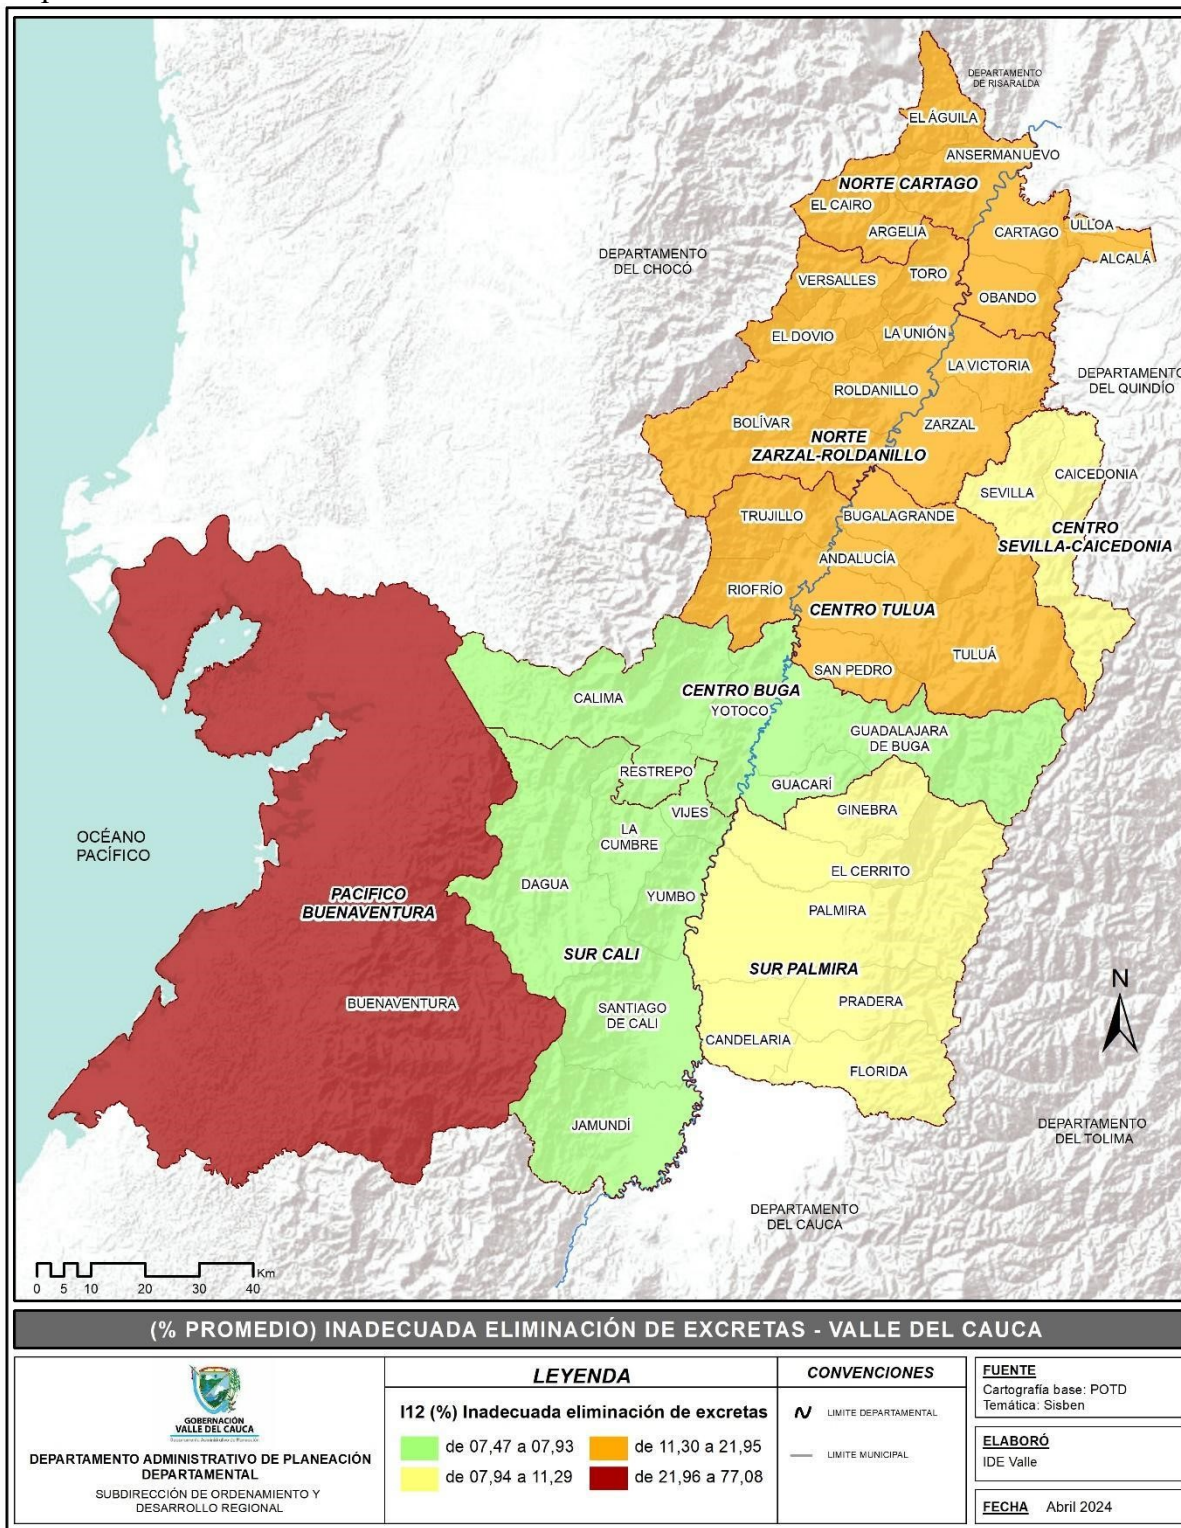 DEPARTAMENTO
DE RISARALDA
EL ÁGUILA
ANSERMANUEVO
NORTE CARTAGO
EL CAIRO
ARGELIA
CARTAGO
ULLOA
ALCALÁ
DEPARTAMENTO
DEL CHOCÓ
VERSALLES
TORO
OBANDO
EL DOVIO
LA UNIÓN
LA VICTORIA
DEPARTAMENTO
DEL QUINDÍO
ROLDANILLO
BOLÍVAR
ZARZAL
NORTE
ZARZAL-ROLDANILLO
CAICEDONIA
SEVILLA
CENTRO
SEVILLA-CAICEDONIA
TRUJILLO
BUGALAGRANDE
ANDALUCÍA
RIOFRÍO
CENTRO TULUA
TULUÁ
SAN PEDRO
CALIMA
CENTRO BUGA
YOTOCO
GUADALAJARA
DE BUGA
RESTREPO
GUACARÍ
VIJES
GINEBRA
OCÉANO
PACÍFICO
LA
CUMBRE
DAGUA
YUMBO
EL CERRITO
PACIFICO
BUENAVENTURA
PALMIRA
SUR CALI
SUR PALMIRA
BUENAVENTURA
SANTIAGO
DE CALI
PRADERA
CANDELARIA
FLORIDA
N
JAMUNDÍ
DEPARTAMENTO
DEL TOLIMA
DEPARTAMENTO
DEL CAUCA
Km
0 5 10 20 30 40
(% PROMEDIO) INADECUADA ELIMINACIÓN DE EXCRETAS - VALLE DEL CAUCA
GOBERNACIÓN
VALLE DEL CAUCA
Departamento Administrativo de Planeación
DEPARTAMENTO ADMINISTRATIVO DE PLANEACIÓN
DEPARTAMENTAL
SUBDIRECCIÓN DE ORDENAMIENTO Y
DESARROLLO REGIONAL
LEYENDA
I12 (%) Inadecuada eliminación de excretas
de 07,47 a 07,93
de 11,30 a 21,95
de 07,94 a 11,29
de 21,96 a 77,08
CONVENCIONES
LIMITE DEPARTAMENTAL
LIMITE MUNICIPAL
FUENTE
Cartografía base: POTD
Temática: Sisben
ELABORÓ
IDE Valle
FECHA Abril 2024